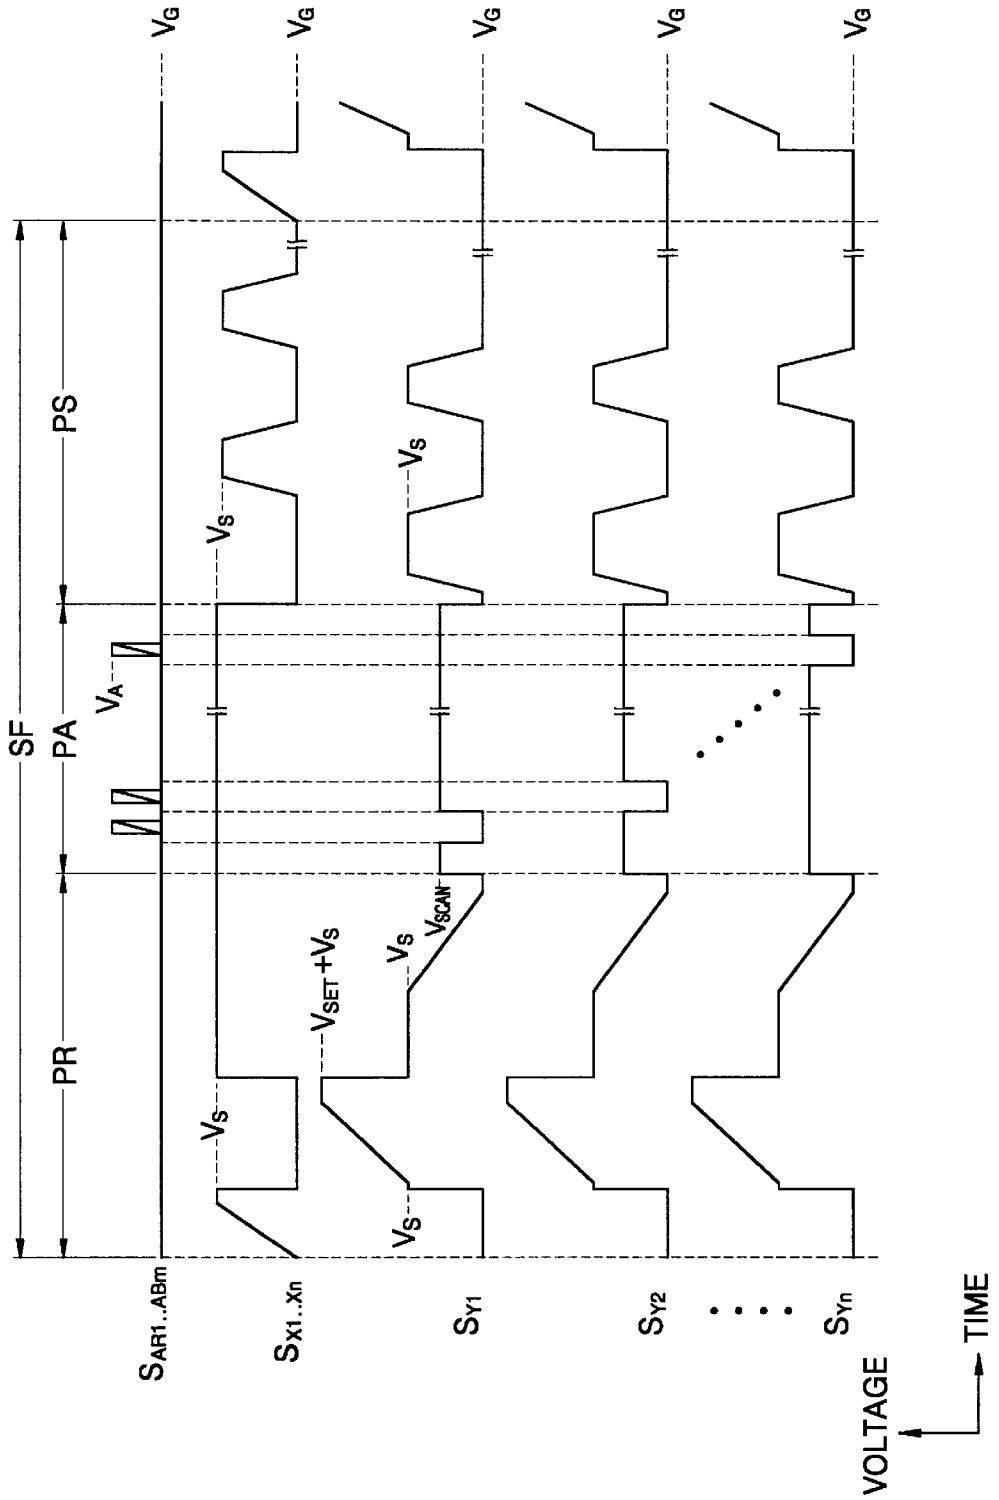 SF
PR
PA
PS
VA
SAR1..ABm
VG
VS
VS
SX1..Xn
VG
VSET+VS
VS
VS
VSCAN
VS
SY1
VG
SY2
VG
SYn
VG
VOLTAGE
TIME